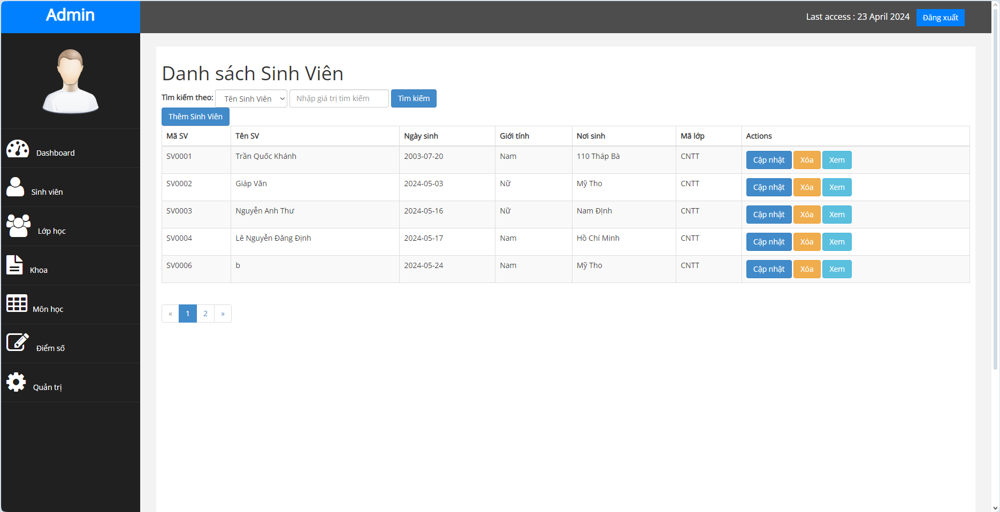 Admin
Last access : 23 April 2024 Đăng xuất
Dashboard
Sinh viên
Lớp học
Khoa
Môn học
Điểm số
Quản trị
Danh sách Sinh Viên
Tìm kiếm theo: Tên Sinh Viên Nhập giá trị tìm kiếm Tìm kiếm
Thêm Sinh Viên
Mã SV Tên SV Ngày sinh Giới tính Nơi sinh Mã lớp Actions
SV0001 Trần Quốc Khánh 2003-07-20 Nam 110 Tháp Bà CNTT Cập nhật Xóa Xem
SV0002 Giáp Văn 2024-05-03 Nữ Mỹ Tho CNTT Cập nhật Xóa Xem
SV0003 Nguyễn Anh Thư 2024-05-16 Nữ Nam ĐỊnh CNTT Cập nhật Xóa Xem
SV0004 Lê Nguyễn Đăng Định 2024-05-17 Nam Hồ Chí Minh CNTT Cập nhật Xóa Xem
SV0006 b 2024-05-24 Nam Mỹ Tho CNTT Cập nhật Xóa Xem
« 1 2 »